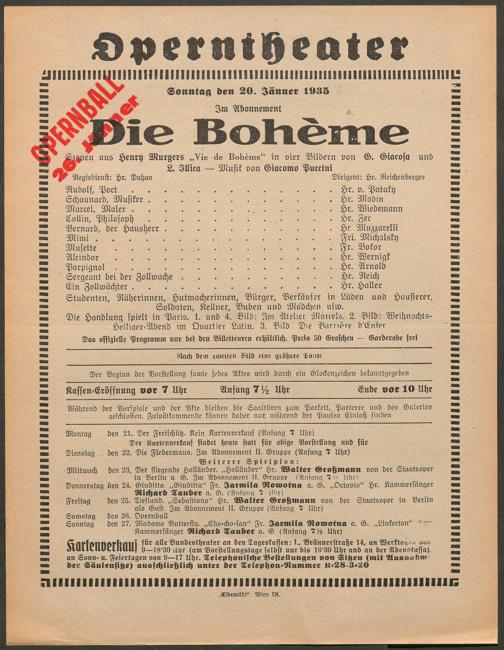 Operntheater
OPERNBALL
26. Jänner
Sonntag den 20. Jänner 1935
Im Abonnement
Die Bohème
Szenen aus Henry Murgers „Vie de Bohème“ in vier Bildern von G. Giacosa und
L. Illica — Musik von Giacomo Puccini
Regiedienst: Hr. Duhan Dirigent: Hr. Reichenberger
Rudolf, Poet . . . . . . . . . . Hr. v. Pataky
Schaunard, Musiker . . . . . . . . . . Hr. Madin
Marcel, Maler . . . . . . . . . . Hr. Wiedemann
Collin, Philosoph . . . . . . . . . . Hr. Zec
Bernard, der Hausherr . . . . . . . . . . Hr. Muzzarelli
Mimi . . . . . . . . . . Fri. Michalsky
Musette . . . . . . . . . . Fr. Bokor
Alcindor . . . . . . . . . . Hr. Wernigk
Parpignol . . . . . . . . . . Hr. Arnold
Sergeant bei der Zollwache . . . . . . . . . . Hr. Reich
Ein Zollwächter . . . . . . . . . . Hr. Haller
Studenten, Näherinnen, Hutmacherinnen, Bürger, Verkäufer in Läden und Hausierer,
Soldaten, Kellner, Buben und Mädchen usw.
Die Handlung spielt in Paris. 1. und 4. Bild: Im Atelier Marcels. 2. Bild: Weihnachts-
Heiliger-Abend im Quartier Latin. 3. Bild: Die Barrière d'Enfer
Das offizielle Programm nur bei den Billetteuren erhältlich. Preis 50 Groschen — Garderobe frei
Nach dem zweiten Bild eine größere Pause
Der Beginn der Vorstellung sowie jedes Aktes wird durch ein Glockenzeichen bekanntgegeben
Kassen-Eröffnung vor 7 Uhr Anfang 7½ Uhr Ende vor 10 Uhr
Während der Vorspiele und der Akte bleiben die Saaltüren zum Parkett, Parterre und den Galerien
geschlossen. Zuspätkommende können daher nur während der Pausen Einlaß finden
Montag den 21. Der Freischütz. Kein Kartenverkauf (Anfang 7 Uhr)
Der Kartenverkauf findet heute statt für obige Vorstellung und für
Dienstag den 22. Die Fledermaus. Im Abonnement II. Gruppe (Anfang 7 Uhr)
Weiterer Spielplan:
Mittwoch den 23. Der fliegende Holländer. „Holländer“ Hr. Walter Großmann von der Staatsoper
in Berlin a. G. Im Abonnement II. Gruppe (Anfang 7½ Uhr)
Donnerstag den 24. Giuditta. „Giuditta“ Fr. Jarmila Novotna a. G., „Octavio“ Hr. Kammersänger
Richard Tauber a. G. (Anfang 7 Uhr)
Freitag den 25. Tiefland. „Sebastiano“ Hr. Walter Großmann von der Staatsoper in Berlin
als Gast. Im Abonnement II. Gruppe (Anfang 7 Uhr)
Samstag den 26. Opernball
Sonntag den 27. Madame Butterfly. „Cho-cho-san“ Fr. Jarmila Novotna a. G., „Linkerton“
Kammersänger Richard Tauber a. G. (Anfang 7½ Uhr)
Kartenverkauf für alle Bundestheater an den Tageskassen: I., Bräunerstraße 14, an Werktagen von
9—18:30 Uhr (am Vorstellungstage selbst nur bis 16:30 Uhr und an der Abendkassa)
an Sonn- u. Feiertagen von 9—17 Uhr. Telephonische Bestellungen von Sitzen (mit Ausnahme
der Säulensitze) ausschließlich unter der Telephon-Nummer R-28-3-20
„Elbemühl“, Wien IX.